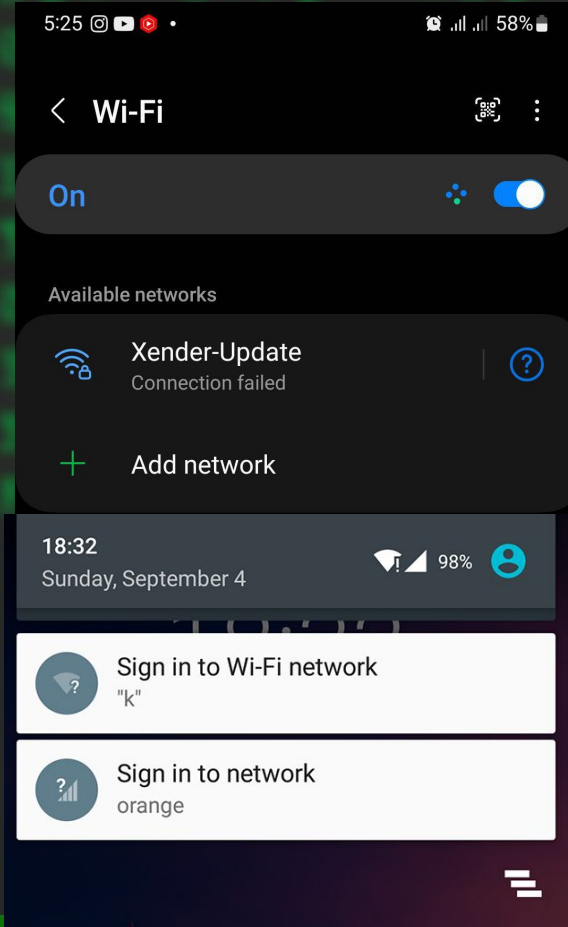 5:25
58%
Wi-Fi
On
Available networks
Xender-Update
Connection failed
Add network
18:32
98%
Sunday, September 4
Sign in to Wi-Fi network
"k"
Sign in to network
orange